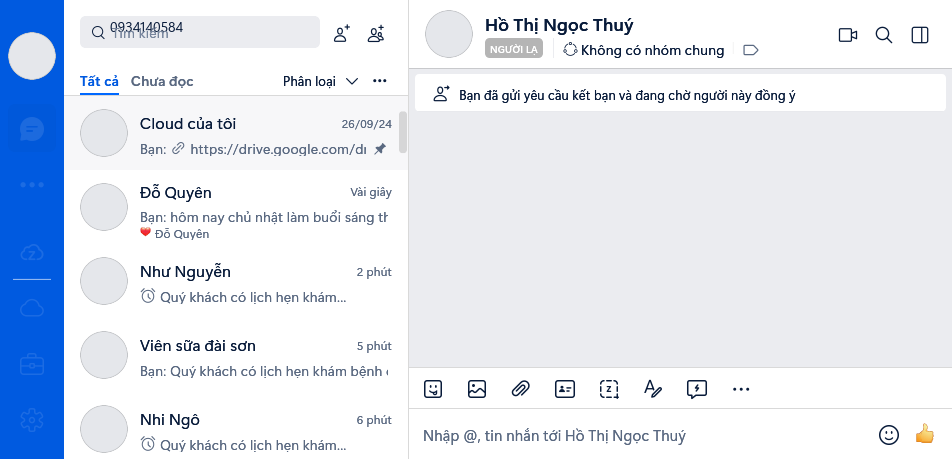 0934140584
Tìm kiếm
Tất cả Chưa đọc Phân loại
Cloud của tôi 26/09/24
Bạn: https://drive.google.com/dr
Đỗ Quyên Vài giây
Bạn: hôm nay chủ nhật làm buổi sáng th
Đỗ Quyên
Như Nguyễn 2 phút
Quý khách có lịch hẹn khám...
Viên sữa đài sơn 5 phút
Bạn: Quý khách có lịch hẹn khám bệnh
Nhi Ngô 6 phút
Quý khách có lịch hẹn khám...
Hồ Thị Ngọc Thuý
NGƯỜI LẠ Không có nhóm chung
Bạn đã gửi yêu cầu kết bạn và đang chờ người này đồng ý
Nhập @, tin nhắn tới Hồ Thị Ngọc Thuý